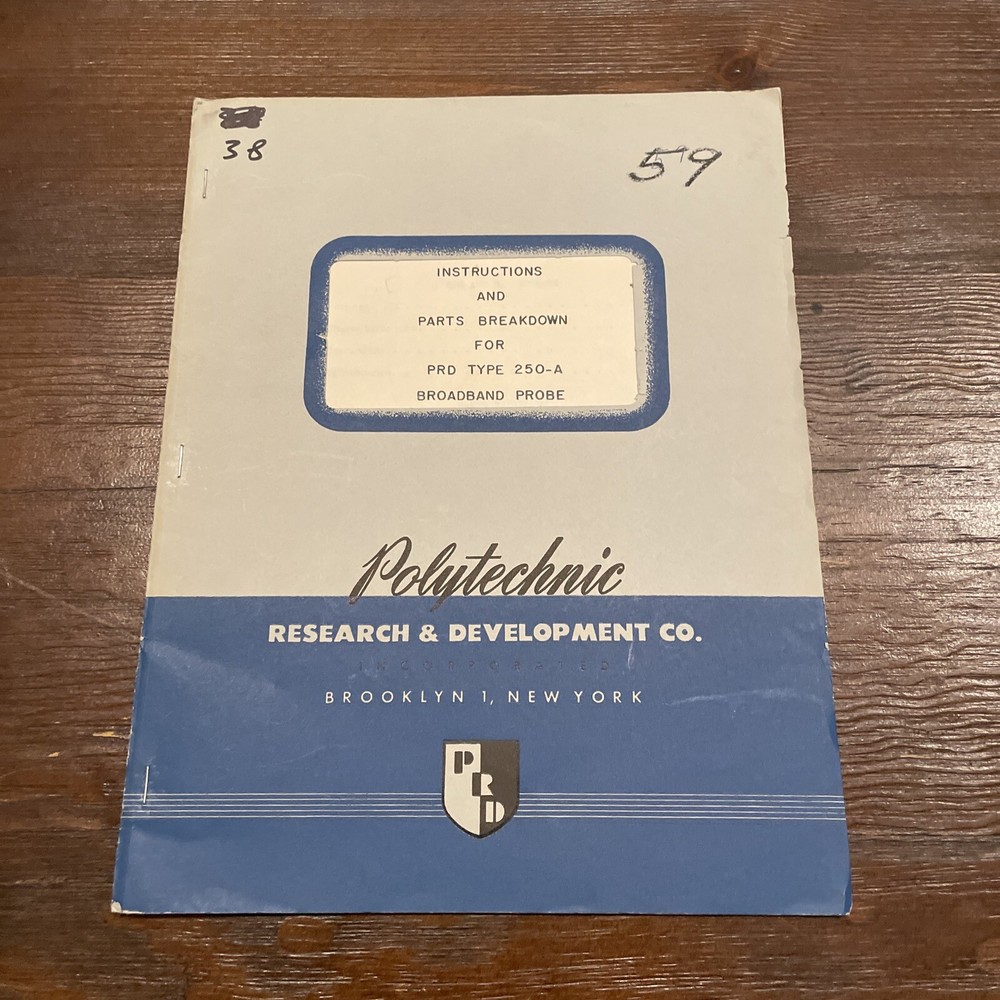 38
59
INSTRUCTIONS
AND
PARTS BREAKDOWN
FOR
PRD TYPE 250-A
BROADBAND PROBE
Polytechnic
RESEARCH & DEVELOPMENT CO.
INCORPORATED
BROOKLYN 1, NEW YORK
PRD